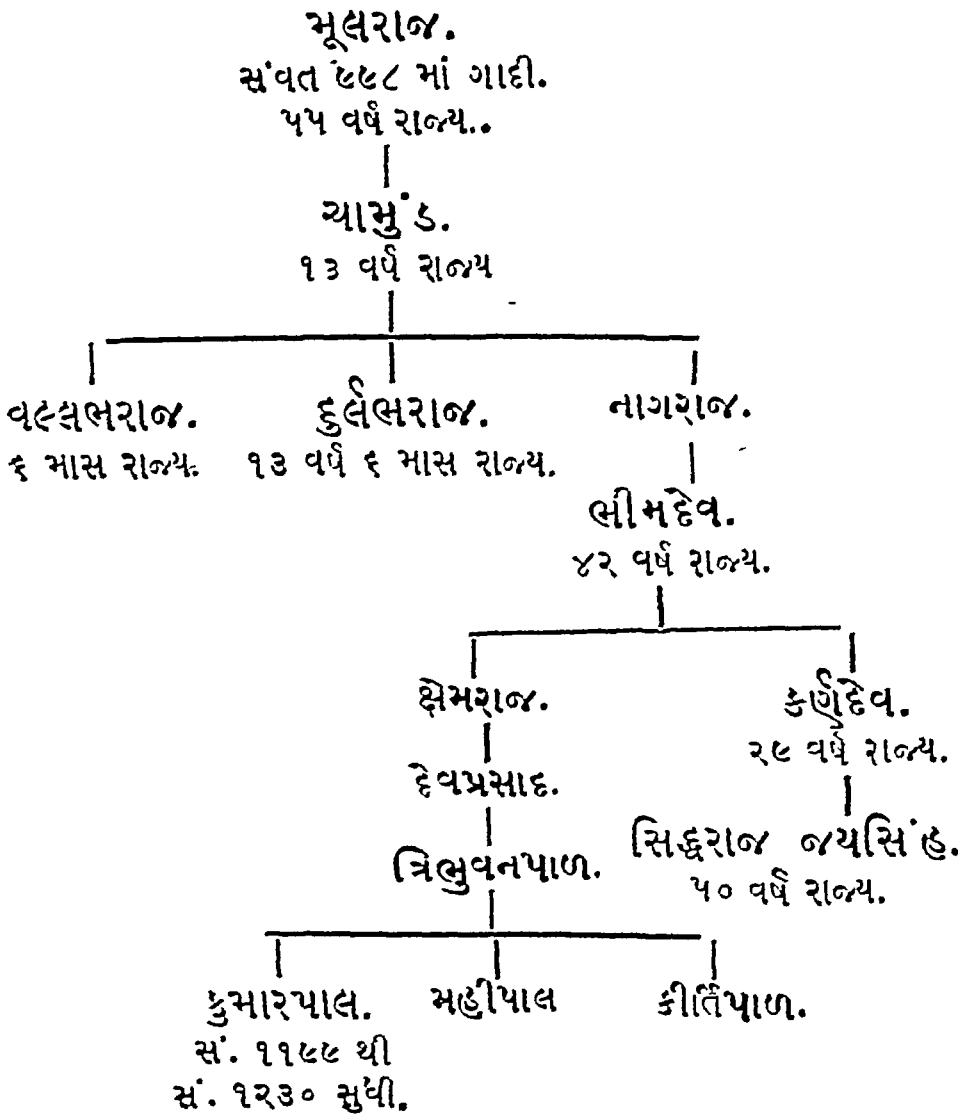 મૂલરાજ.
સંવત ૯૯૮ માં ગાદી.
૫૫ વર્ષ રાજ્ય..
ચામુંડ.
૧૩ વર્ષ રાજ્ય
વલ્લભરાજ. દુર્લભરાજ. નાગરાજ.
૬ માસ રાજ્ય. ૧૩ વર્ષ ૬ માસ રાજ્ય.
ભીમદેવ.
૪૨ વર્ષ રાજ્ય.
ક્ષેમરાજ. કર્ણદેવ.
૨૯ વર્ષ રાજ્ય.
દેવપ્રસાદ.
સિદ્ધરાજ જયસિંહ.
ત્રિભુવનપાળ.
૫૦ વર્ષ રાજ્ય.
કુમારપાલ. મહીપાલ કીર્તિપાળ.
સં. ૧૧૯૯ થી
સં. ૧૨૩૦ સુધી.